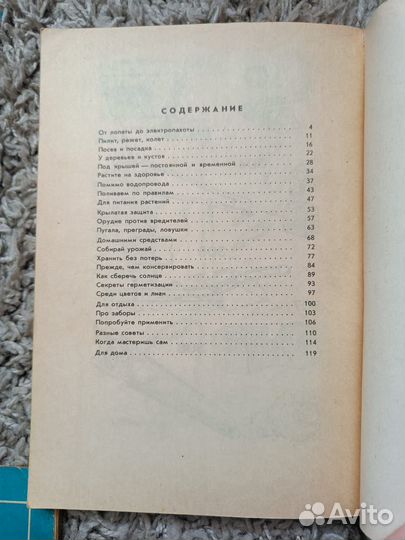 СОДЕРЖАНИЕ
От лопаты до электропахоты . . . . . . . . . . . . . 4
Пилит, режет, колет . . . . . . . . . . . . . . . . 11
Посев и посадка . . . . . . . . . . . . . . . . . . 16
У деревьев и кустов . . . . . . . . . . . . . . . . 22
Под крышей — постоянной и временной . . . . . . . . 28
Растите на здоровье . . . . . . . . . . . . . . . . 34
Помимо водопровода . . . . . . . . . . . . . . . . 37
Поливаем по правилам . . . . . . . . . . . . . . . 43
Для питания растений . . . . . . . . . . . . . . . 47
Крылатая защита . . . . . . . . . . . . . . . . . . 53
Орудие против вредителей . . . . . . . . . . . . . 57
Пугала, преграды, ловушки . . . . . . . . . . . . . 63
Домашними средствами . . . . . . . . . . . . . . . 68
Собирай урожай . . . . . . . . . . . . . . . . . . 72
Хранить без потерь . . . . . . . . . . . . . . . . 77
Прежде, чем консервировать . . . . . . . . . . . . 84
Как сберечь солнце . . . . . . . . . . . . . . . . 89
Секреты герметизации . . . . . . . . . . . . . . . 93
Среди цветов и лиан . . . . . . . . . . . . . . . . 97
Для отдыха . . . . . . . . . . . . . . . . . . . . 100
Про заборы . . . . . . . . . . . . . . . . . . . . 103
Попробуйте применить . . . . . . . . . . . . . . . 106
Разные советы . . . . . . . . . . . . . . . . . . . 110
Когда мастеришь сам . . . . . . . . . . . . . . . . 114
Для дома . . . . . . . . . . . . . . . . . . . . . 119
Avito